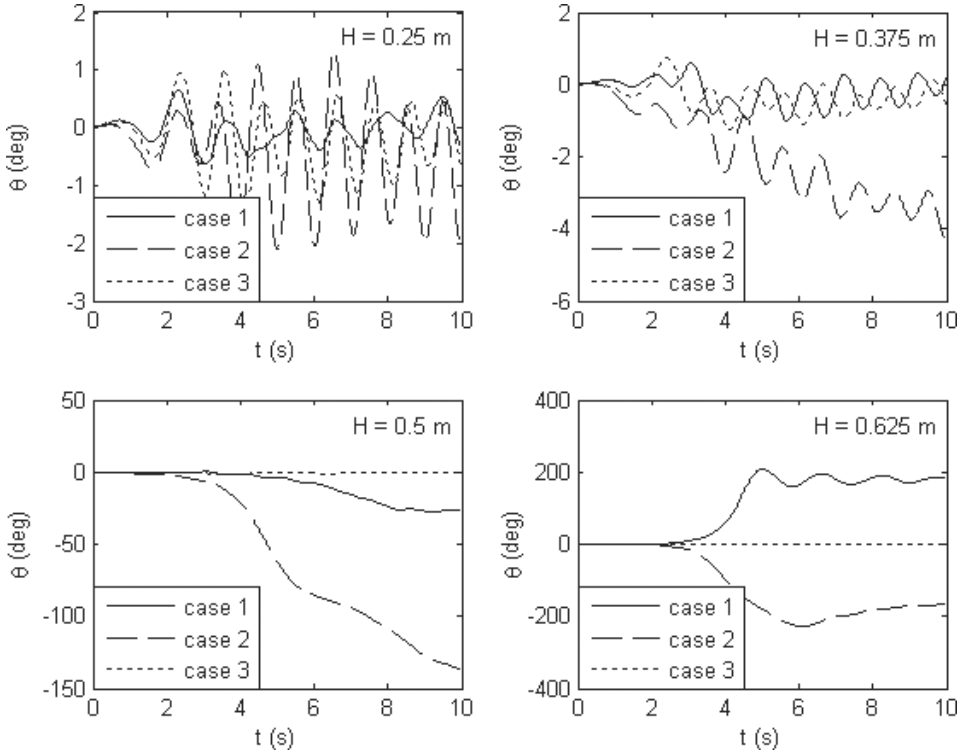 2
1
0
-1
-2
-3
θ (deg)
H = 0.25 m
case 1
case 2
case 3
0 2 4 6 8 10
t (s)
2
0
-2
-4
-6
θ (deg)
H = 0.375 m
case 1
case 2
case 3
0 2 4 6 8 10
t (s)
50
0
-50
-100
-150
θ (deg)
H = 0.5 m
case 1
case 2
case 3
0 2 4 6 8 10
t (s)
400
200
0
-200
-400
θ (deg)
H = 0.625 m
case 1
case 2
case 3
0 2 4 6 8 10
t (s)